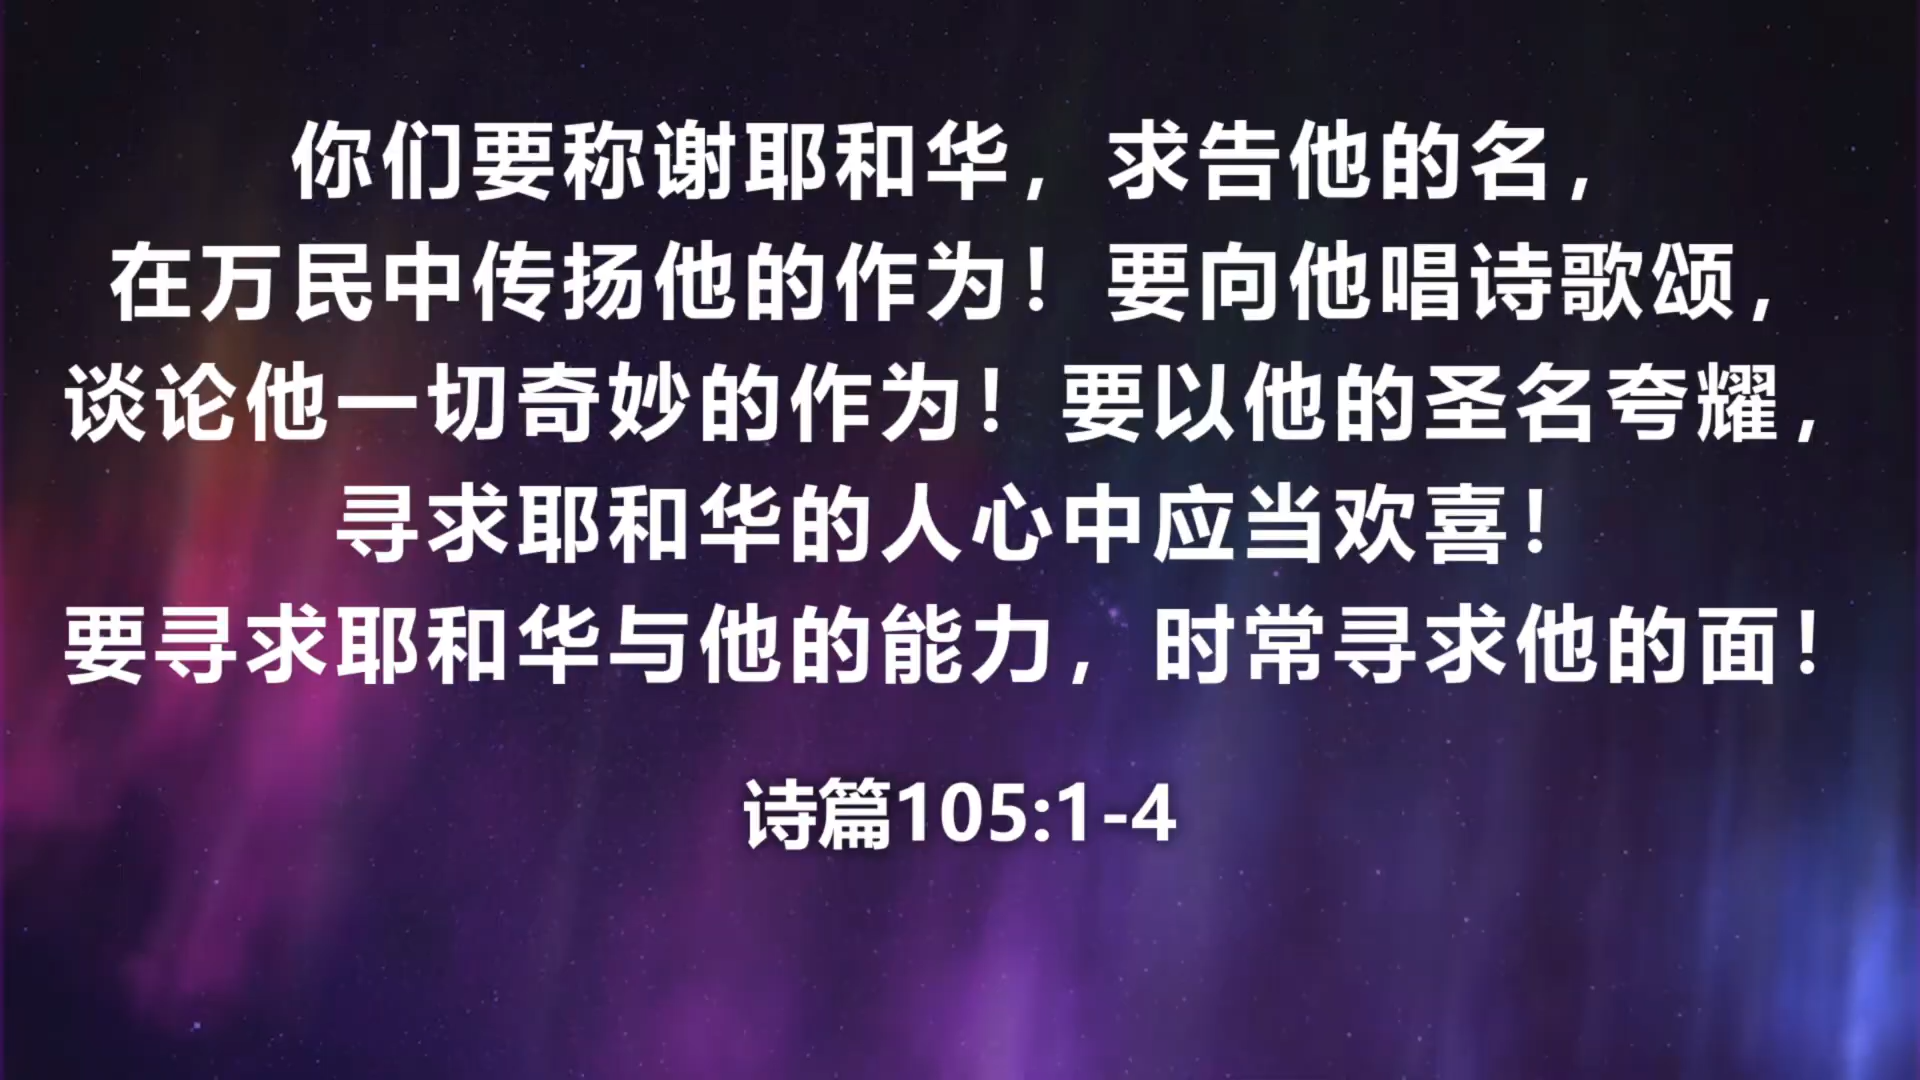 你们要称谢耶和华，求告他的名，
在万民中传扬他的作为！要向他唱诗歌颂，
谈论他一切奇妙的作为！要以他的圣名夸耀，
寻求耶和华的人心中应当欢喜！
要寻求耶和华与他的能力，时常寻求他的面！
诗篇105:1-4